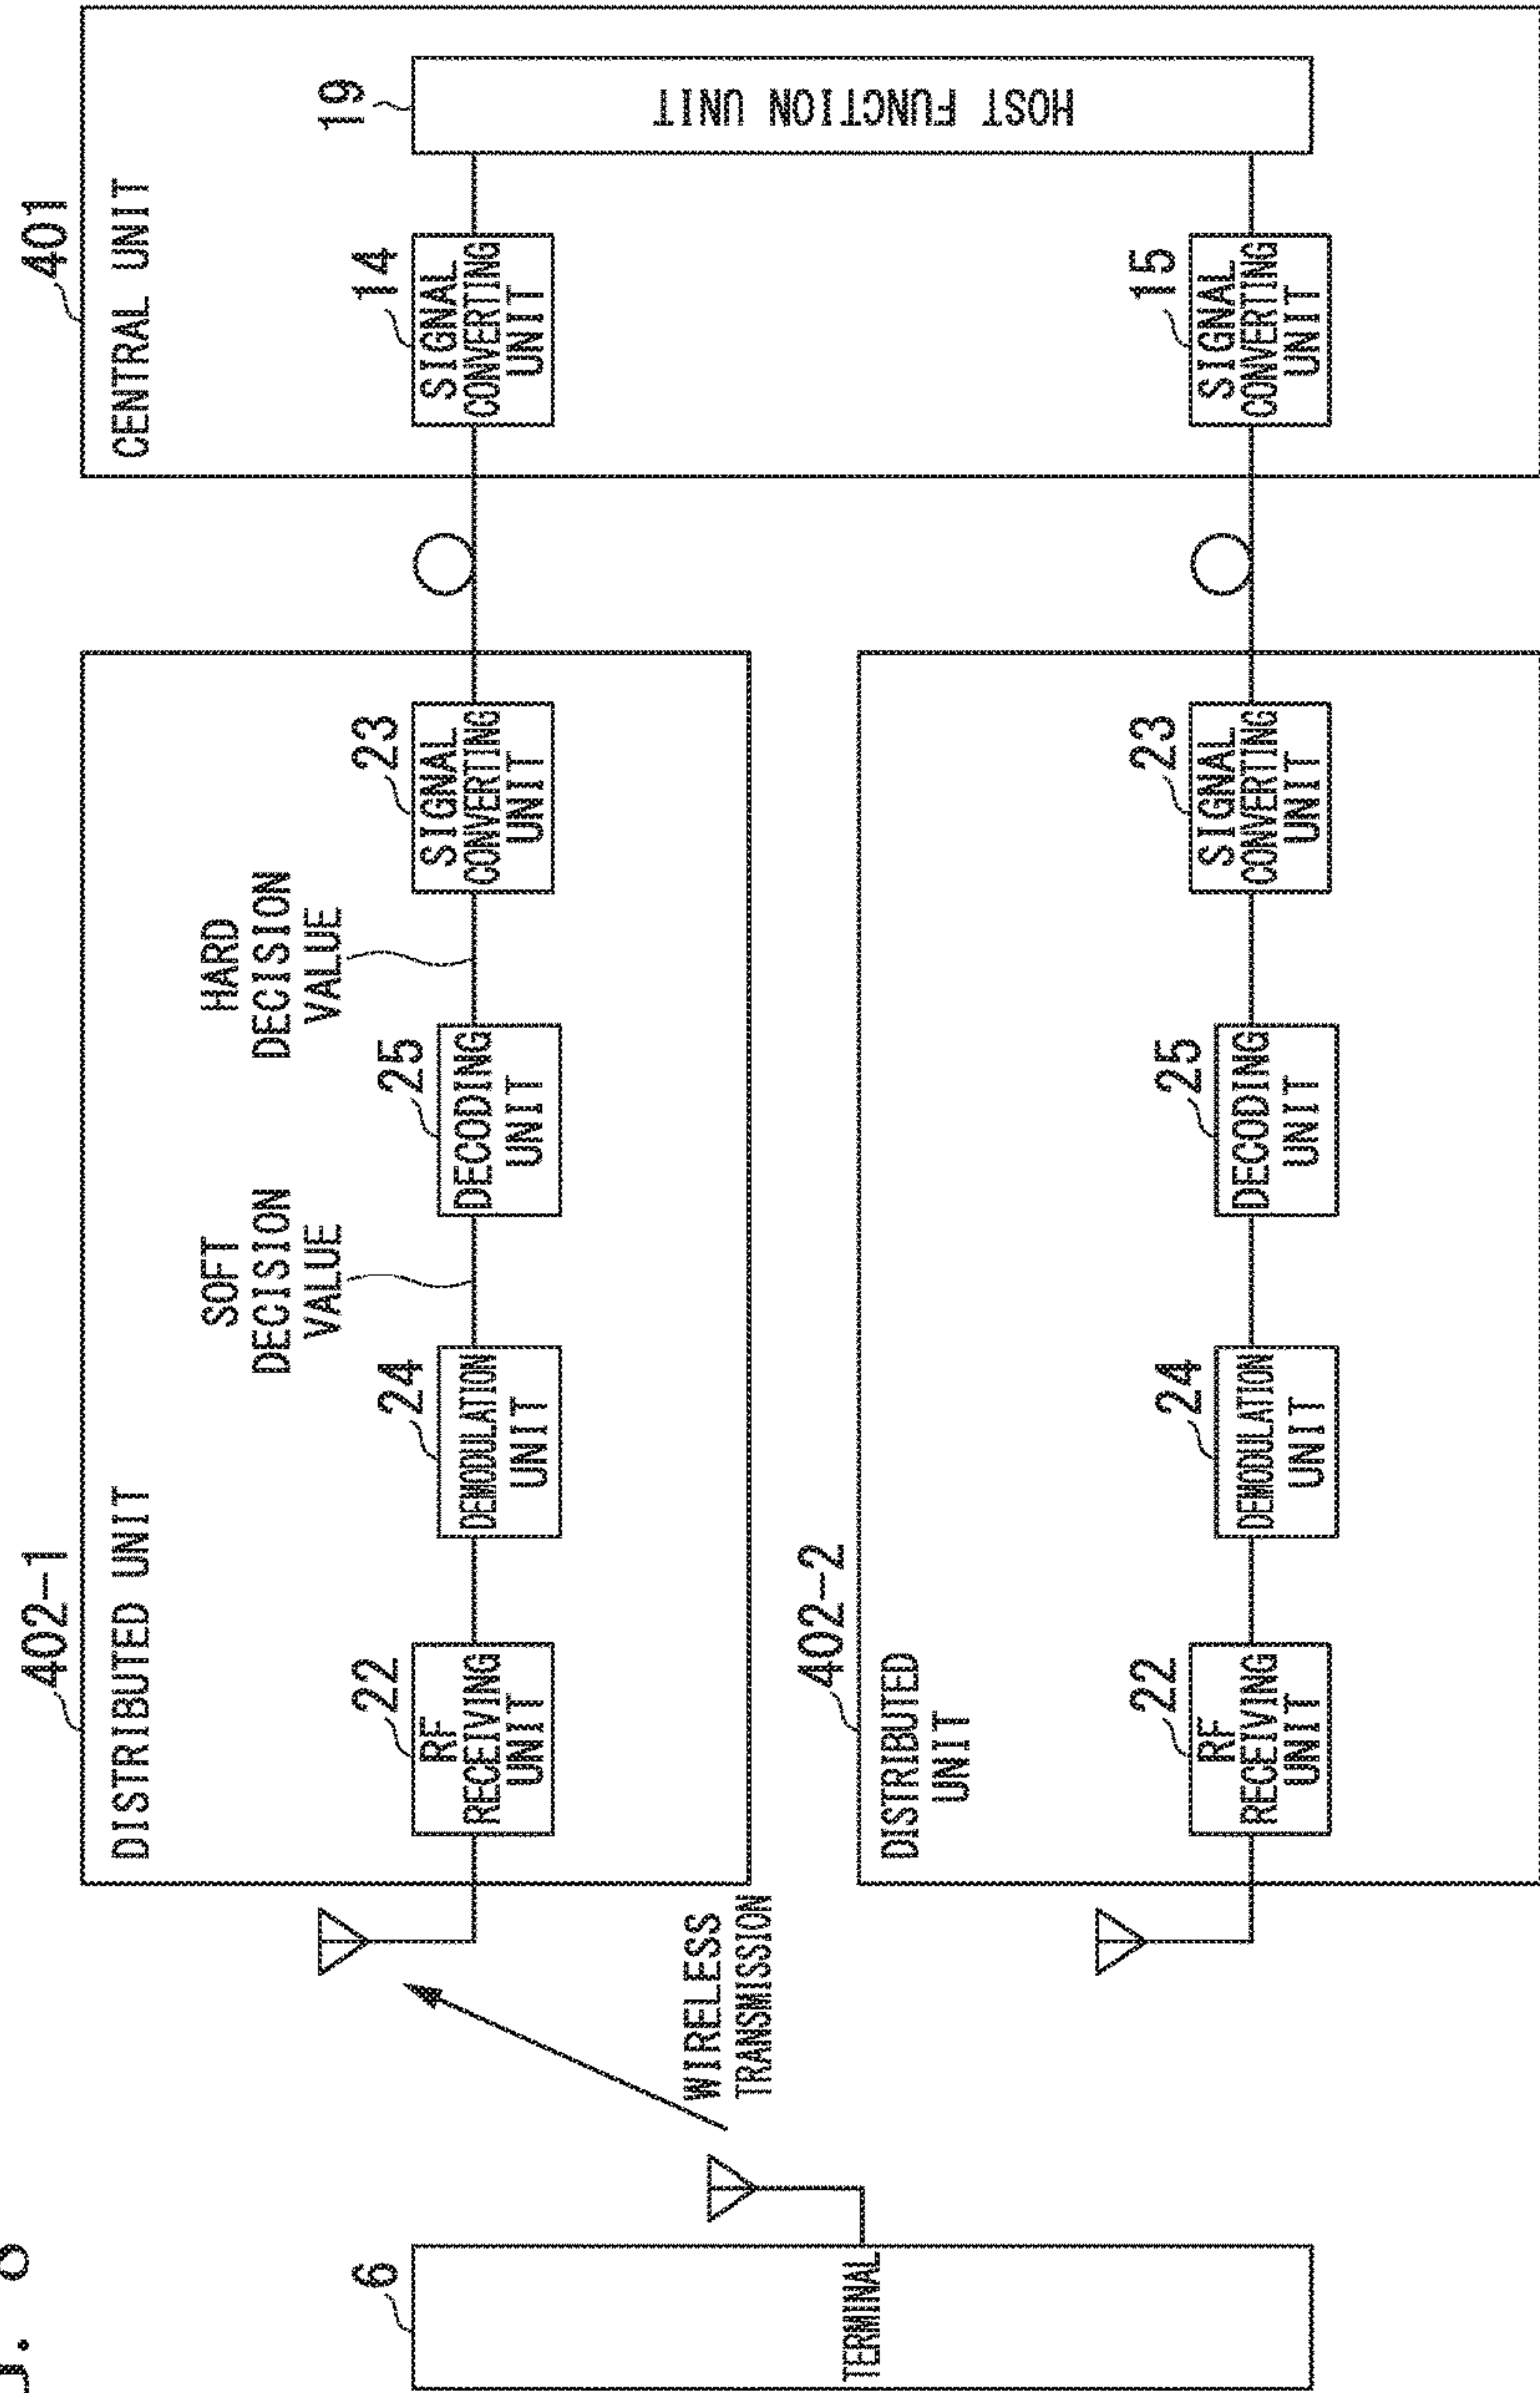 402-1
DISTRIBUTED UNIT
SOFT
DECISION
VALUE
HARD
DECISION
VALUE
22
RF
RECEIVING
UNIT
24
DEMODULATION
UNIT
25
DECODING
UNIT
23
SIGNAL
CONVERTING
UNIT
401
CENTRAL UNIT
14
SIGNAL
CONVERTING
UNIT
19
HOST FUNCTION UNIT
6
TERMINAL
WIRELESS
TRANSMISSION
402-2
DISTRIBUTED
UNIT
22
RF
RECEIVING
UNIT
24
DEMODULATION
UNIT
25
DECODING
UNIT
23
SIGNAL
CONVERTING
UNIT
15
SIGNAL
CONVERTING
UNIT